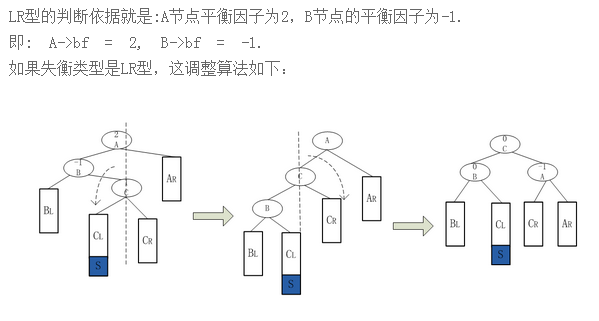 LR型的判断依据就是:A节点平衡因子为2，B节点的平衡因子为-1.
即: A->bf = 2, B->bf = -1.
如果失衡类型是LR型，这调整算法如下:
2
A
-1
B
C
AR
BL
CL
CR
S
A
C
B
AR
CR
BL
CL
S
0
C
0
B
-1
A
BL
CL
CR
AR
S